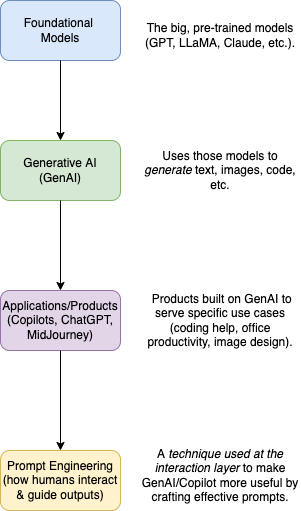 Foundational
Models
The big, pre-trained models
(GPT, LLaMA, Claude, etc.).
Generative AI
(GenAI)
Uses those models to
generate text, images, code,
etc.
Applications/Products
(Copilots, ChatGPT,
MidJourney)
Products built on GenAI to
serve specific use cases
(coding help, office
productivity, image design).
Prompt Engineering
(how humans interact
& guide outputs)
A technique used at the
interaction layer to make
GenAI/Copilot more useful by
crafting effective prompts.